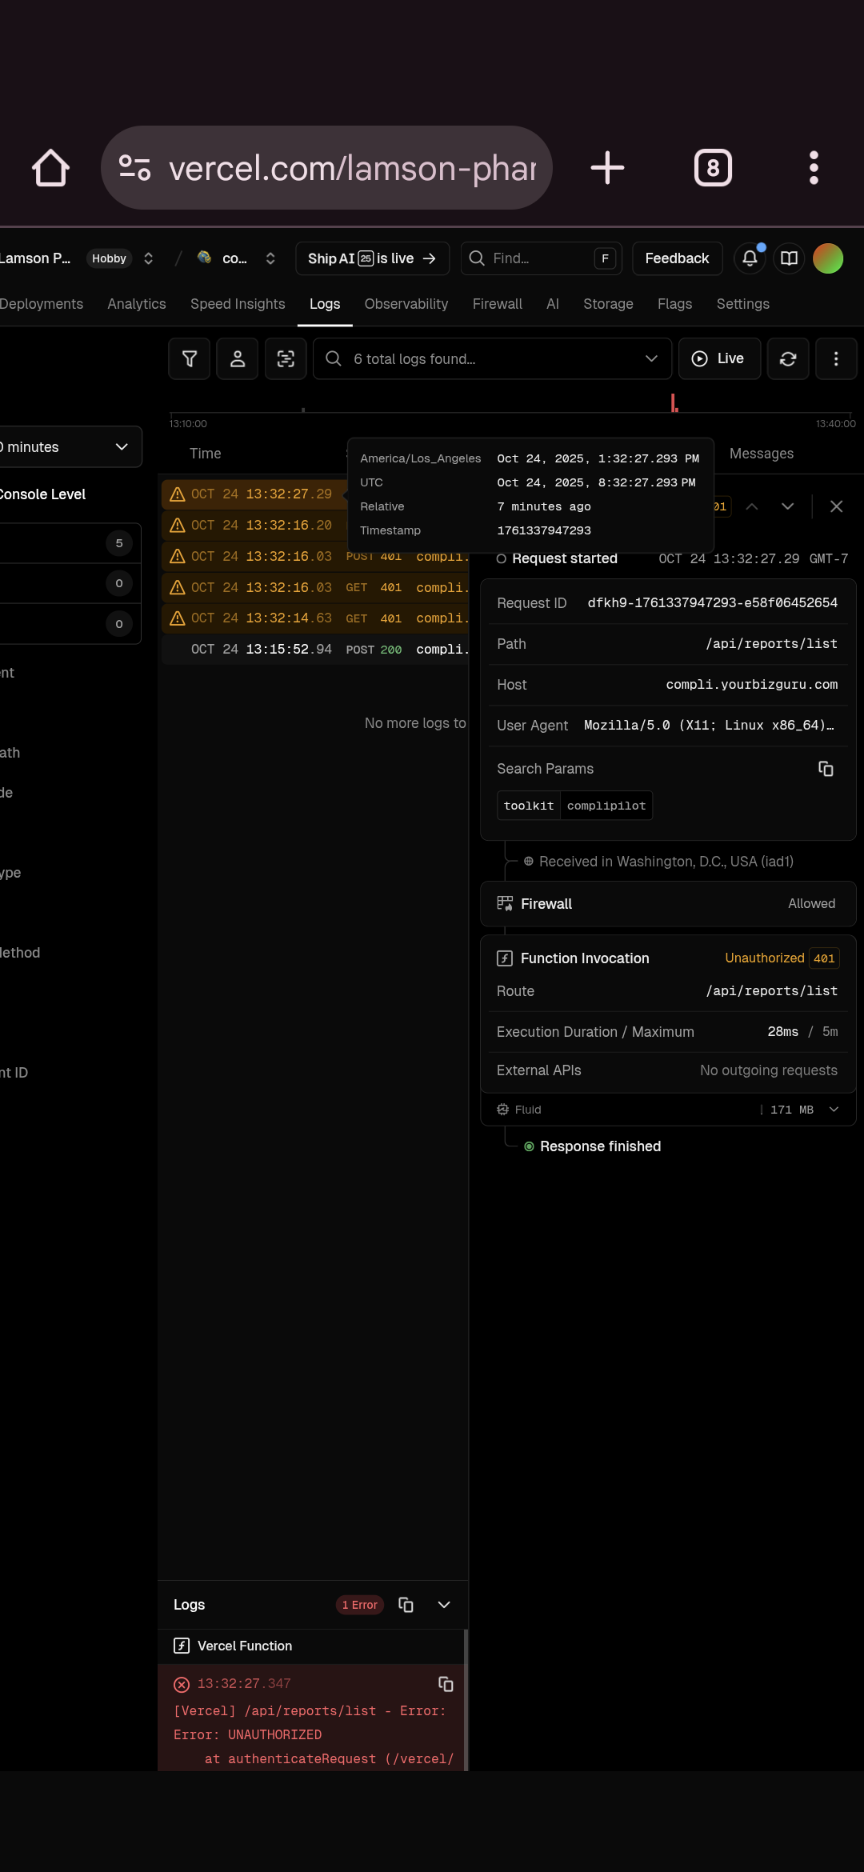 vercel.com/lamson-phar
8
Lamson P... Hobby / co... Ship AI 25 is live → Find... F Feedback
Deployments Analytics Speed Insights Logs Observability Firewall AI Storage Flags Settings
6 total logs found... Live
13:10:00 13:40:00
0 minutes
Time Messages
America/Los_Angeles Oct 24, 2025, 1:32:27.293 PM
UTC Oct 24, 2025, 8:32:27.293 PM
Relative 7 minutes ago
Timestamp 1761337947293
Console Level
5
0
0
OCT 24 13:32:27.29
OCT 24 13:32:16.20
OCT 24 13:32:16.03 POST 401 compli.
OCT 24 13:32:16.03 GET 401 compli.
OCT 24 13:32:14.63 GET 401 compli.
OCT 24 13:15:52.94 POST 200 compli.
No more logs to
nt
ath
de
ype
Method
nt ID
01
Request started OCT 24 13:32:27.29 GMT-7
Request ID dfkh9-1761337947293-e58f06452654
Path /api/reports/list
Host compli.yourbizguru.com
User Agent Mozilla/5.0 (X11; Linux x86_64)…
Search Params
toolkit complipilot
Received in Washington, D.C., USA (iad1)
Firewall Allowed
Function Invocation Unauthorized 401
Route /api/reports/list
Execution Duration / Maximum 28ms / 5m
External APIs No outgoing requests
Fluid 171 MB
Response finished
Logs 1 Error
Vercel Function
13:32:27.347
[Vercel] /api/reports/list - Error:
Error: UNAUTHORIZED
at authenticateRequest (/vercel/